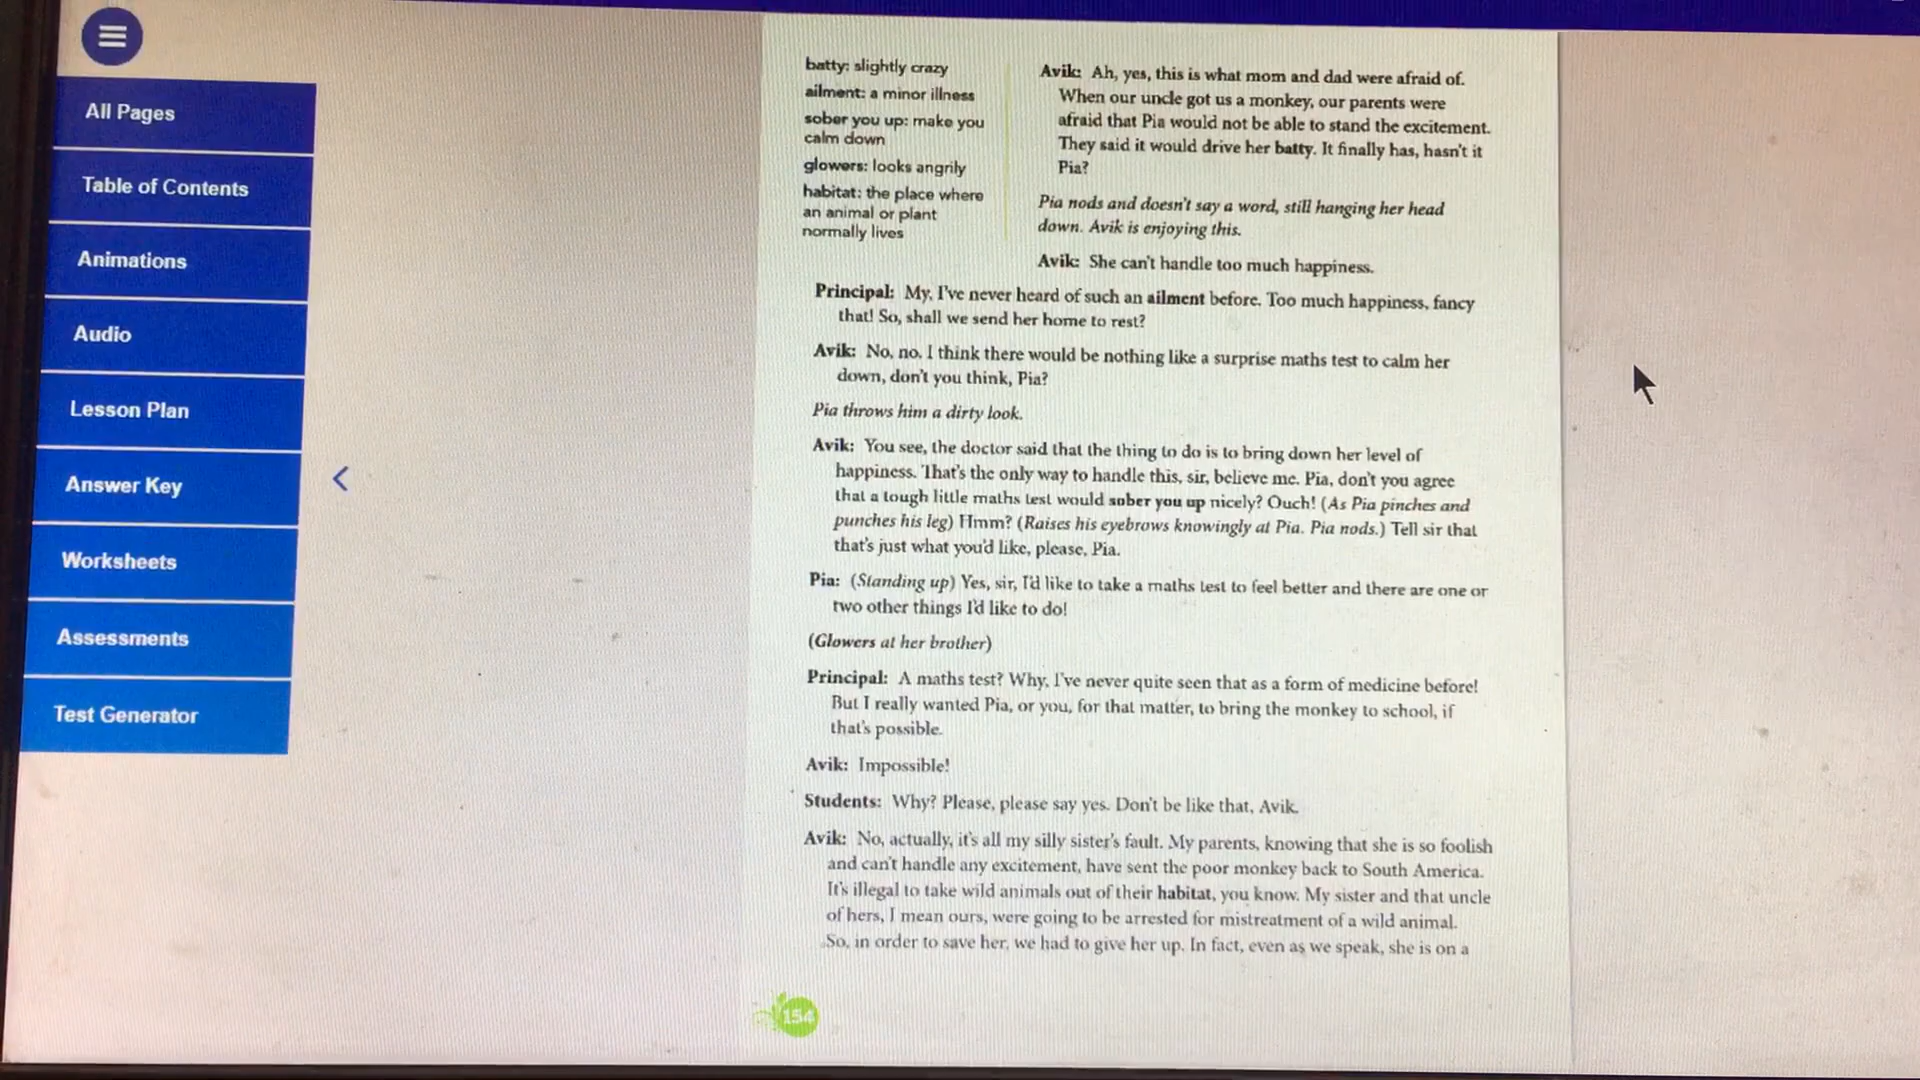 All Pages
Table of Contents
Animations
Audio
Lesson Plan
Answer Key
Worksheets
Assessments
Test Generator
batty: slightly crazy
ailment: a minor illness
sober you up: make you
calm down
glowers: looks angrily
habitat: the place where
an animal or plant
normally lives
Avik: Ah, yes, this is what mom and dad were afraid of.
When our uncle got us a monkey, our parents were
afraid that Pia would not be able to stand the excitement.
They said it would drive her batty. It finally has, hasn't it
Pia?
Pia nods and doesn't say a word, still hanging her head
down. Avik is enjoying this.
Avik: She can't handle too much happiness.
Principal: My, I've never heard of such an ailment before. Too much happiness, fancy
that! So, shall we send her home to rest?
Avik: No, no. I think there would be nothing like a surprise maths test to calm her
down, don't you think, Pia?
Pia throws him a dirty look.
Avik: You see, the doctor said that the thing to do is to bring down her level of
happiness. That's the only way to handle this, sir, believe me. Pia, don't you agree
that a tough little maths test would sober you up nicely? Ouch! (As Pia pinches and
punches his leg) Hmm? (Raises his eyebrows knowingly at Pia. Pia nods.) Tell sir that
that's just what you'd like, please, Pia.
Pia: (Standing up) Yes, sir, I'd like to take a maths test to feel better and there are one or
two other things I'd like to do!
(Glowers at her brother)
Principal: A maths test? Why, I've never quite seen that as a form of medicine before!
But I really wanted Pia, or you, for that matter, to bring the monkey to school, if
that's possible.
Avik: Impossible!
Students: Why? Please, please say yes. Don't be like that, Avik.
Avik: No, actually, it's all my silly sister's fault. My parents, knowing that she is so foolish
and can't handle any excitement, have sent the poor monkey back to South America.
It's illegal to take wild animals out of their habitat, you know. My sister and that uncle
of hers, I mean ours, were going to be arrested for mistreatment of a wild animal.
So, in order to save her, we had to give her up. In fact, even as we speak, she is on a
154